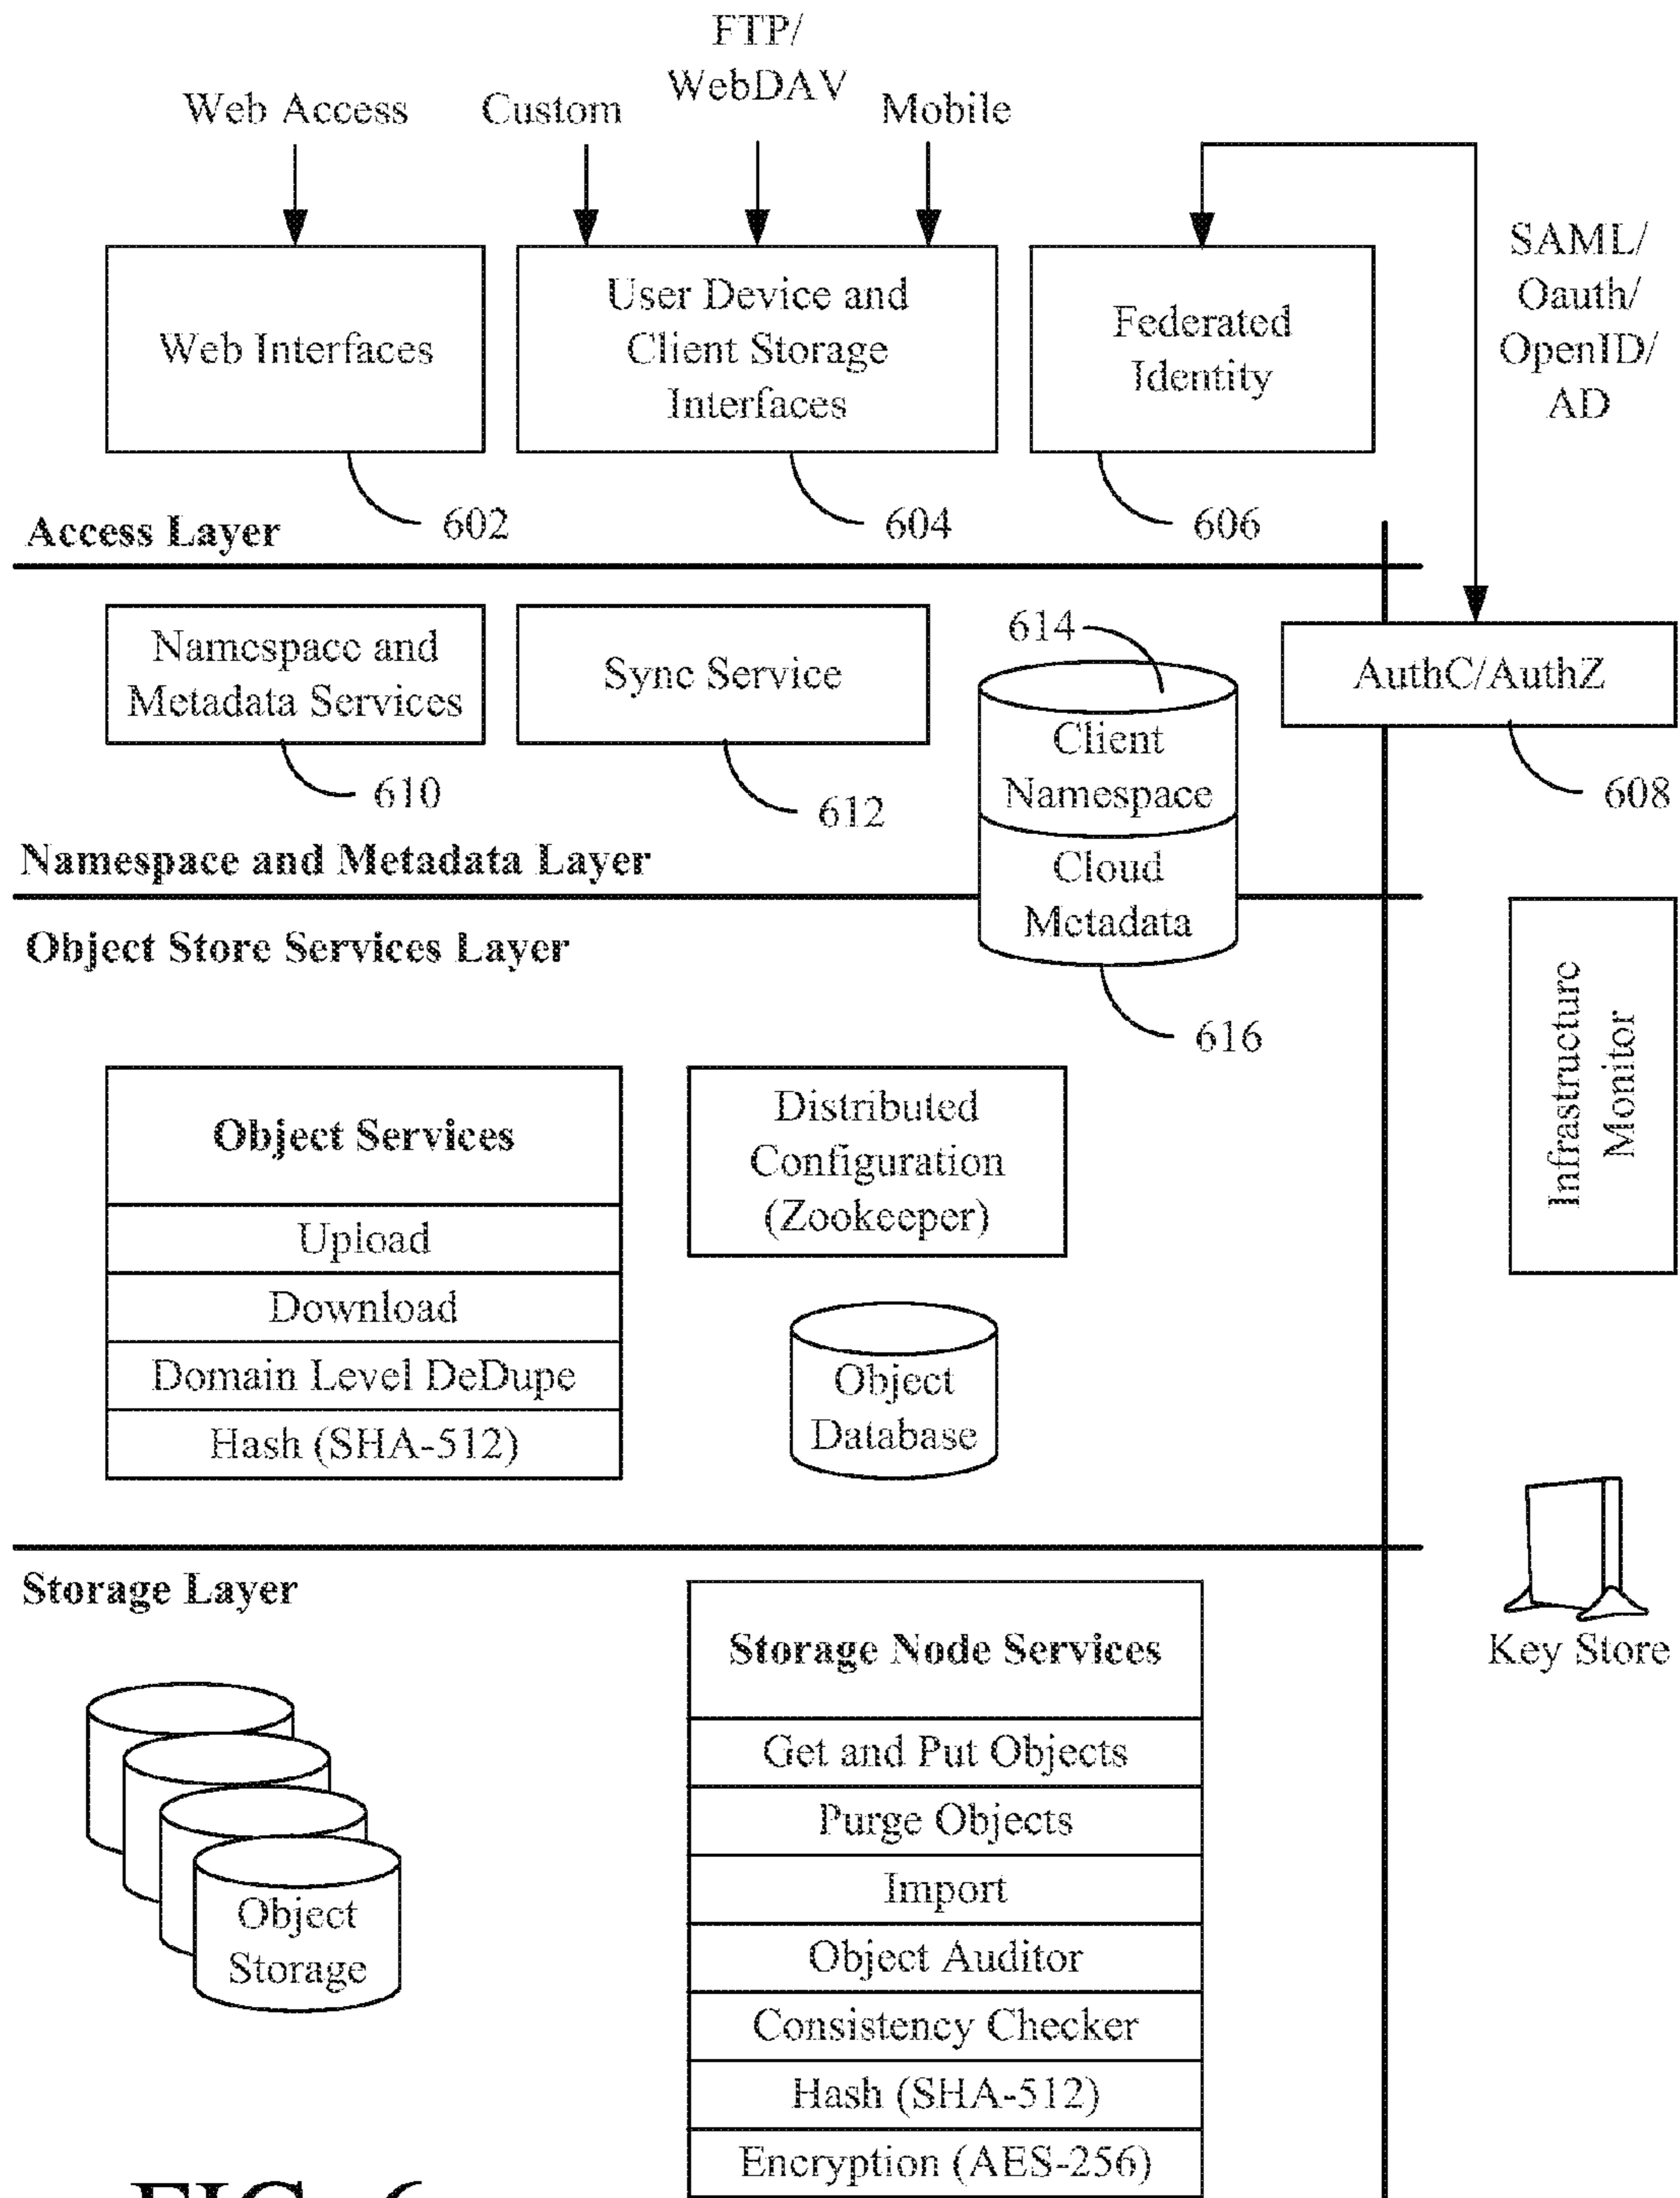 FTP/
WebDAV
Web Access
Custom
Mobile
SAML/
Oauth/
OpenID/
AD
Web Interfaces
User Device and
Client Storage
Interfaces
Federated
Identity
602
604
606
Access Layer
Namespace and
Metadata Services
Sync Service
614
Client
Namespace
AuthC/AuthZ
610
612
608
Namespace and Metadata Layer
Cloud
Metadata
Object Store Services Layer
616
Infrastructure
Monitor
Object Services
Upload
Download
Domain Level DeDupe
Hash (SHA-512)
Distributed
Configuration
(Zookeeper)
Object
Database
Storage Layer
Key Store
Object
Storage
Storage Node Services
Get and Put Objects
Purge Objects
Import
Object Auditor
Consistency Checker
Hash (SHA-512)
Encryption (AES-256)
FIG. 6